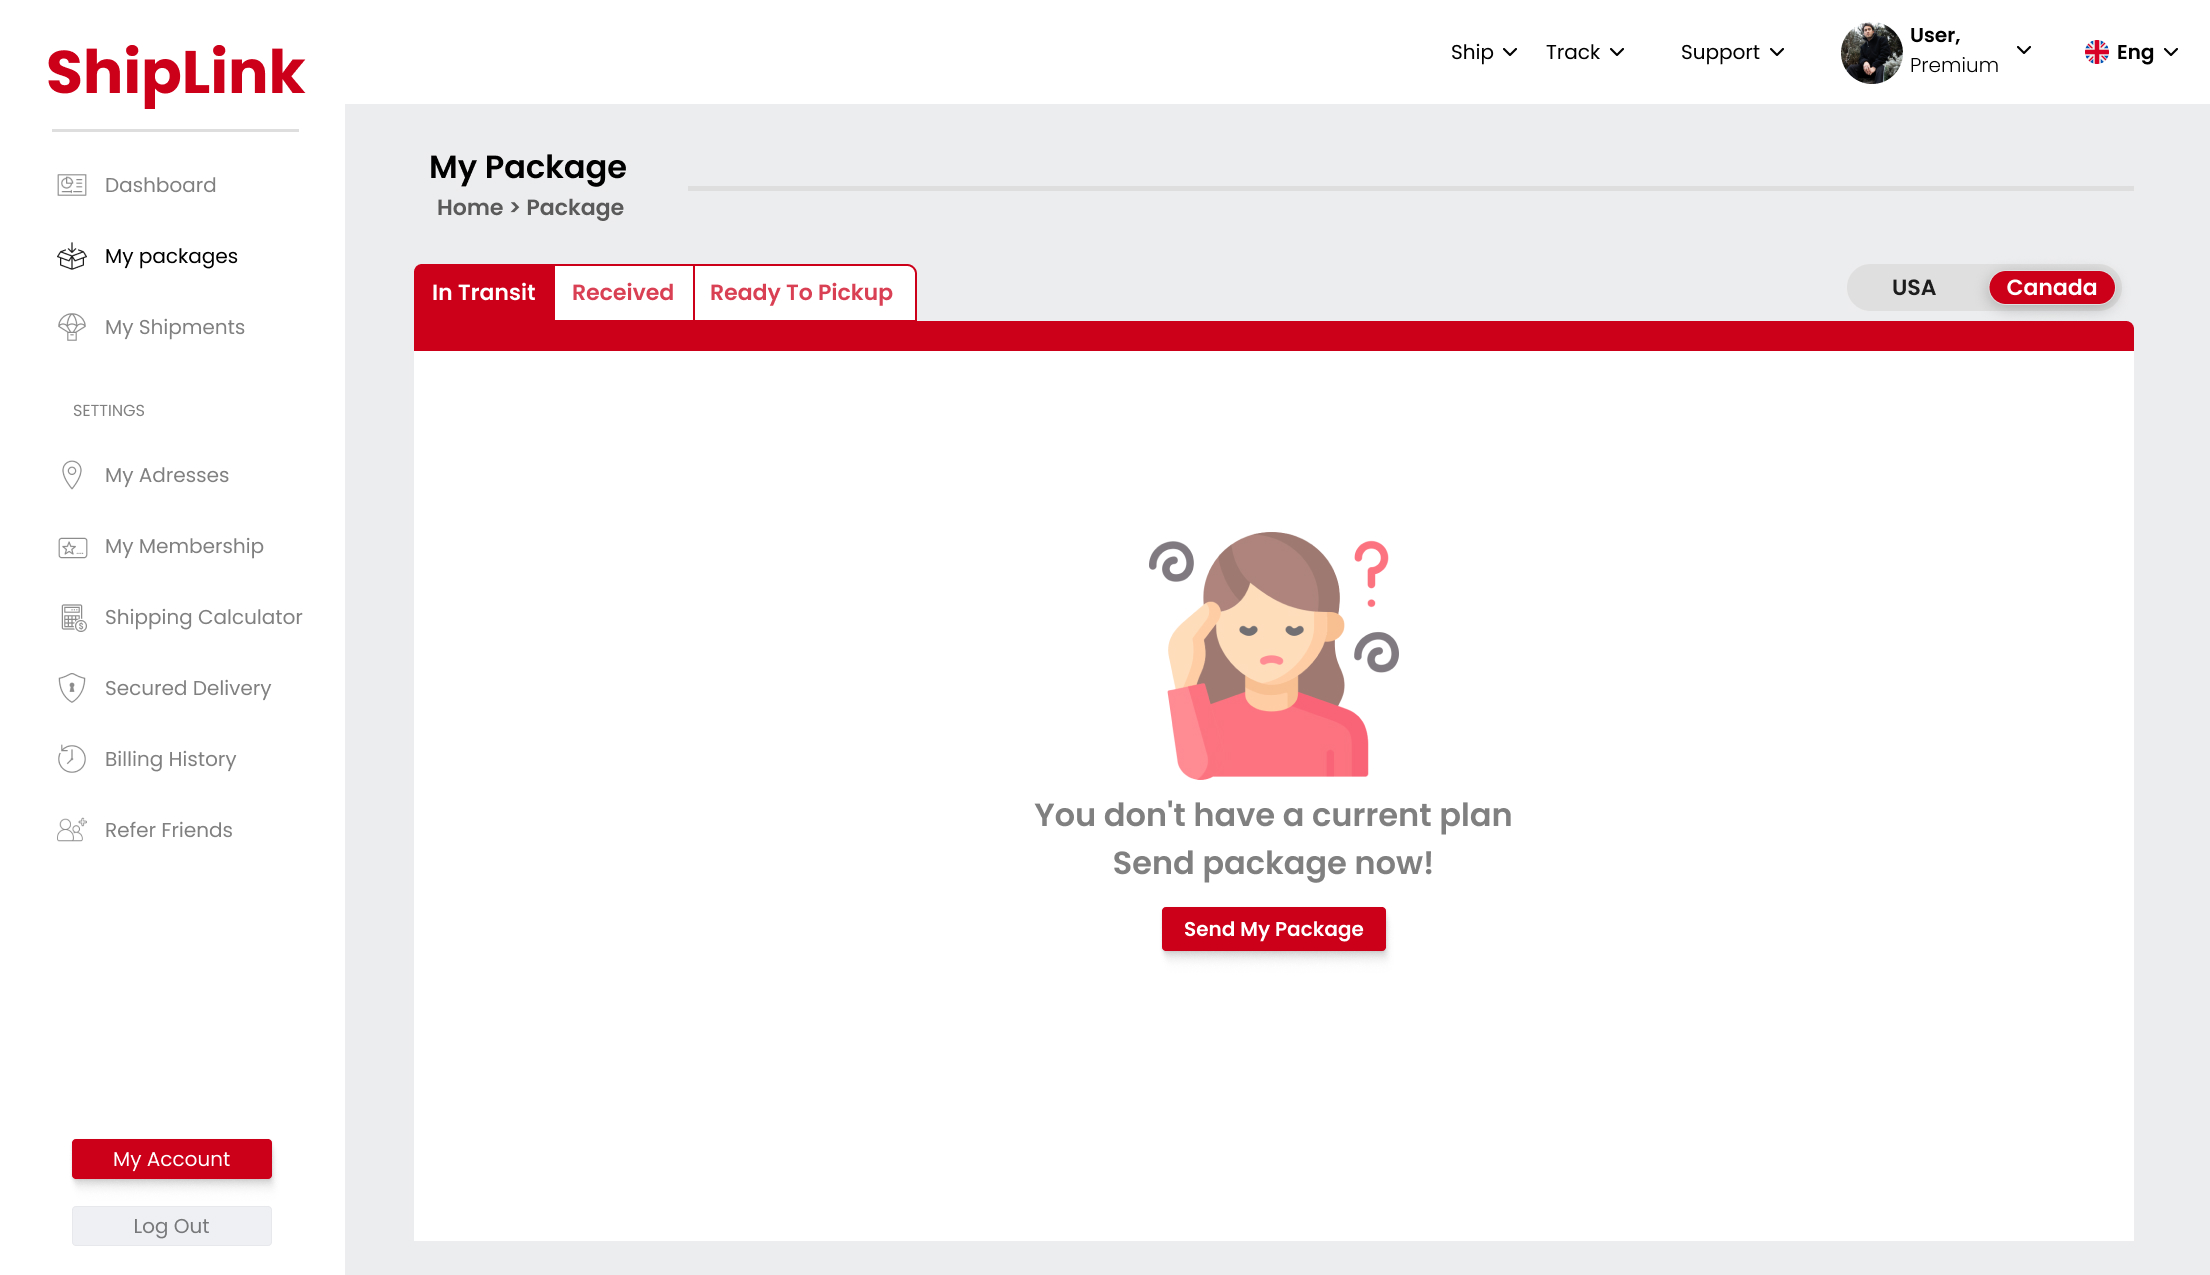 ShipLink
Ship
Track
Support
User,
Premium
Eng
Dashboard
My packages
My Shipments
SETTINGS
My Adresses
My Membership
Shipping Calculator
Secured Delivery
Billing History
Refer Friends
My Account
Log Out
My Package
Home > Package
In Transit
Received
Ready To Pickup
USA
Canada
You don't have a current plan
Send package now!
Send My Package